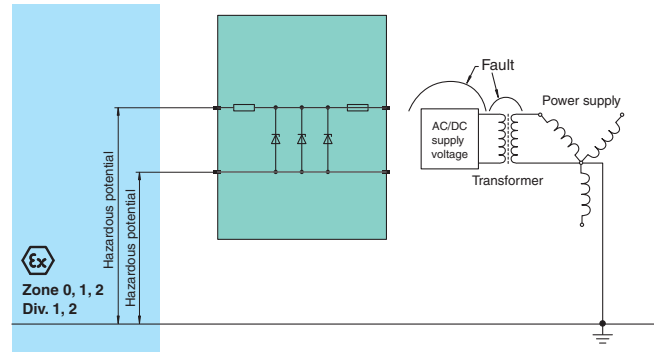 Fault
Power supply
AC/DC
supply
voltage
Transformer
Hazardous potential
Hazardous potential
Ex
Zone 0, 1, 2
Div. 1, 2